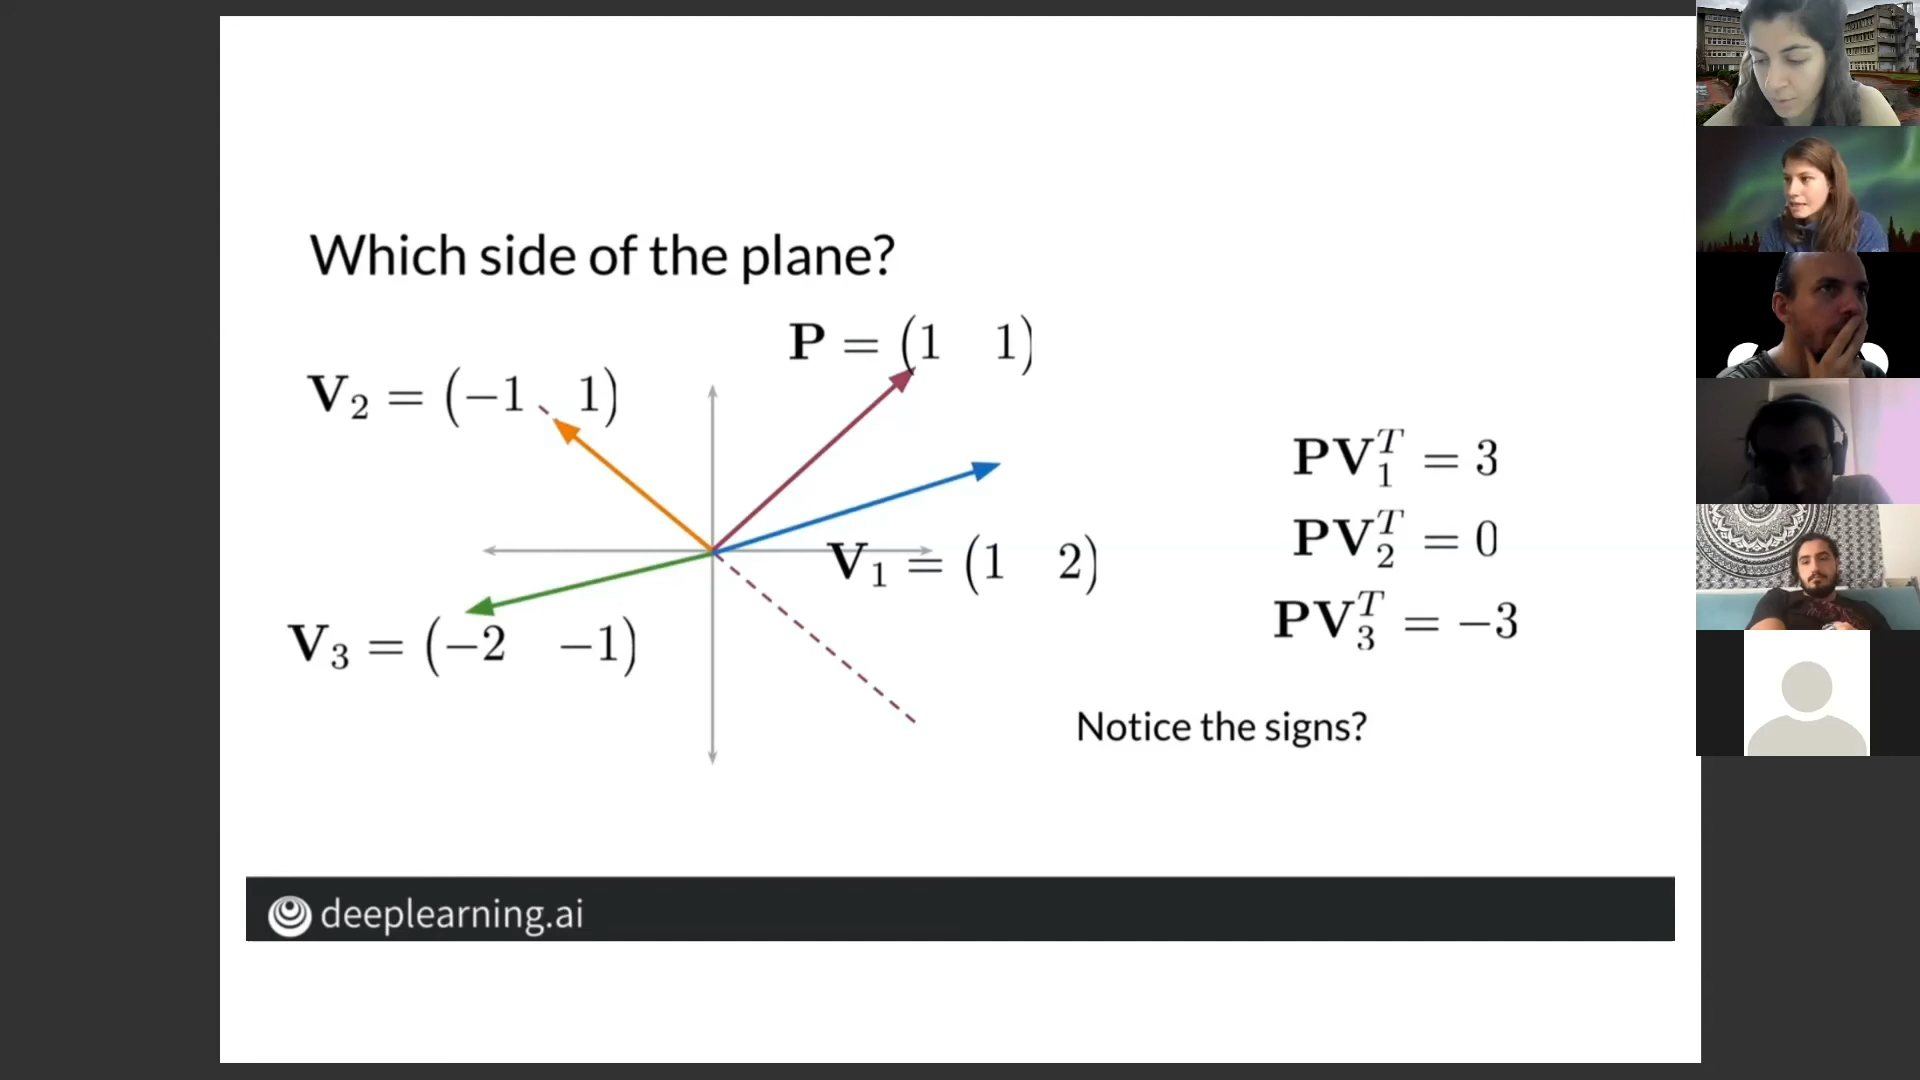 Which side of the plane?
P = (1 1)
V₂ = (−1 1)
V₁ = (1 2)
V₃ = (−2 −1)
PV₁ᵀ = 3
PV₂ᵀ = 0
PV₃ᵀ = −3
Notice the signs?
deeplearning.ai